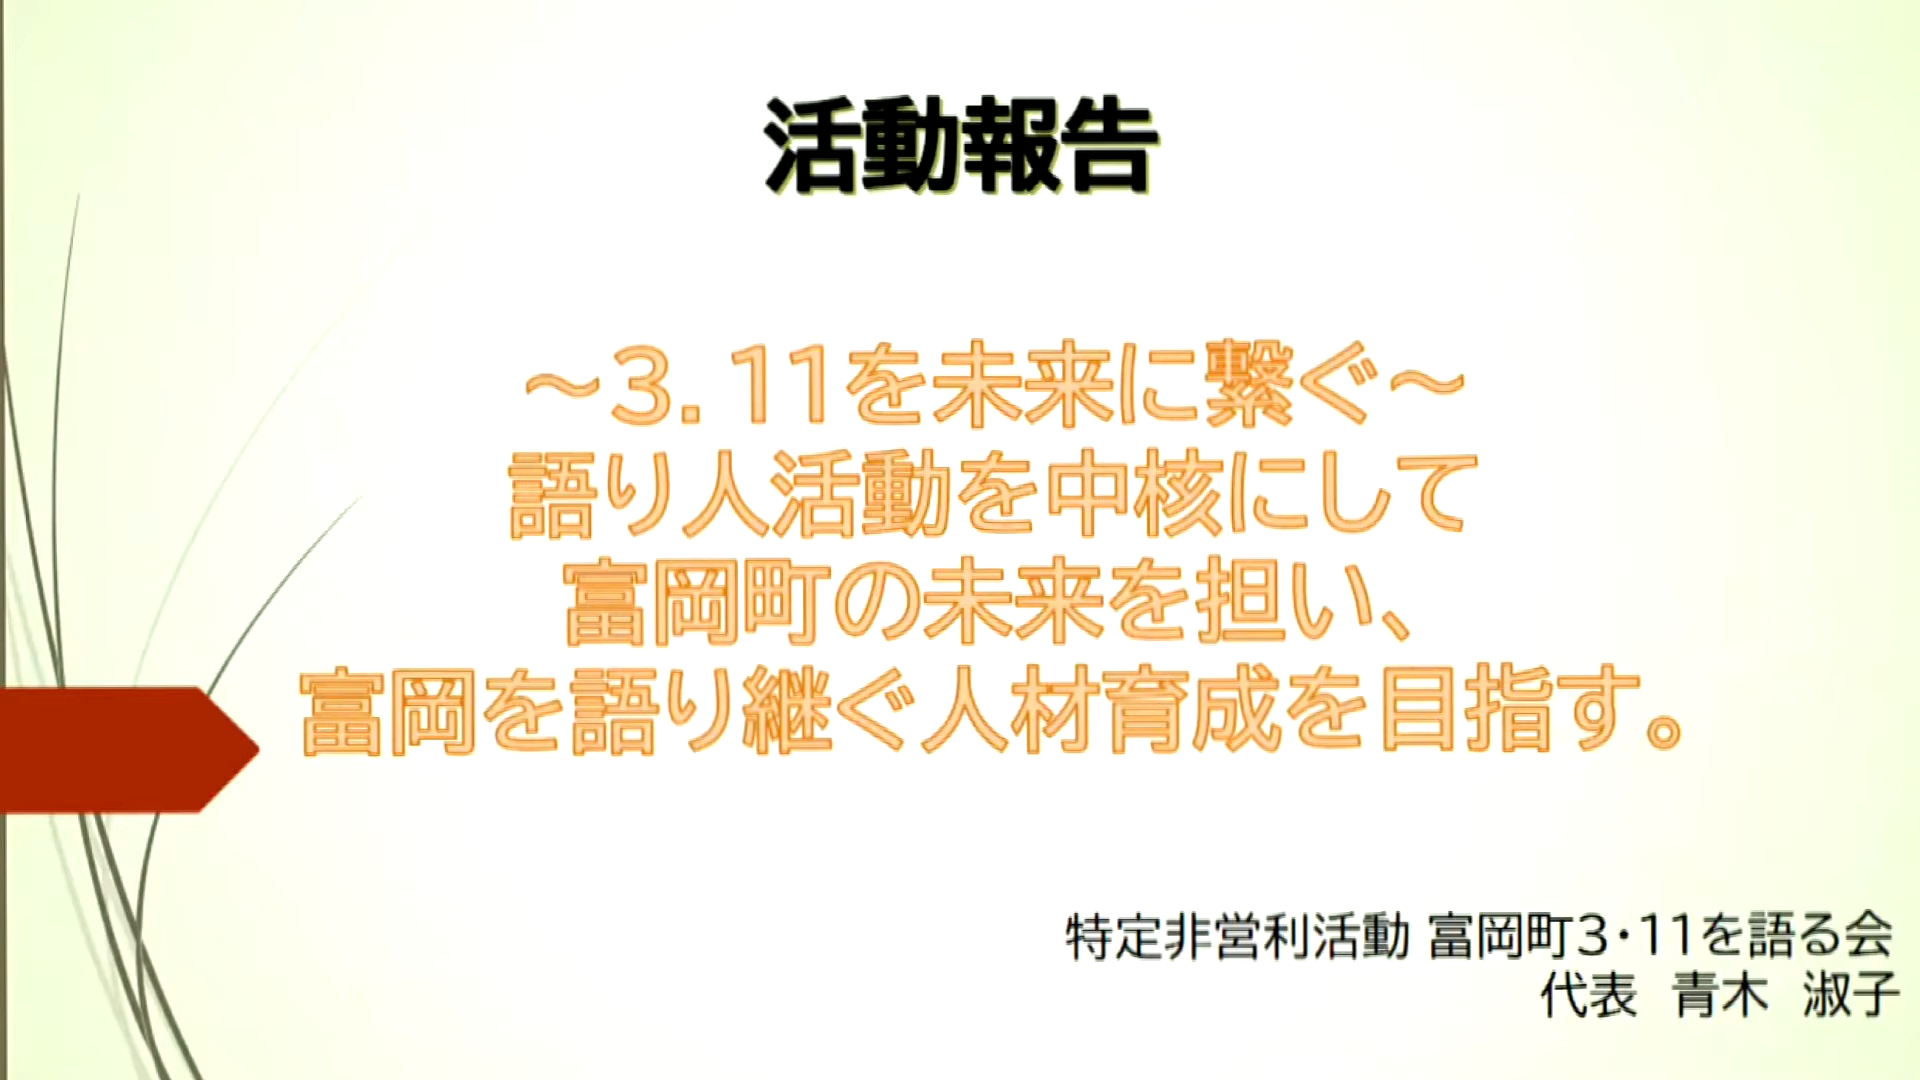 活動報告
～3．11を未来に繋ぐ～
語り人活動を中核にして
富岡町の未来を担い、
富岡を語り継ぐ人材育成を目指す。
特定非営利活動 富岡町3・11を語る会
代表　青木　淑子